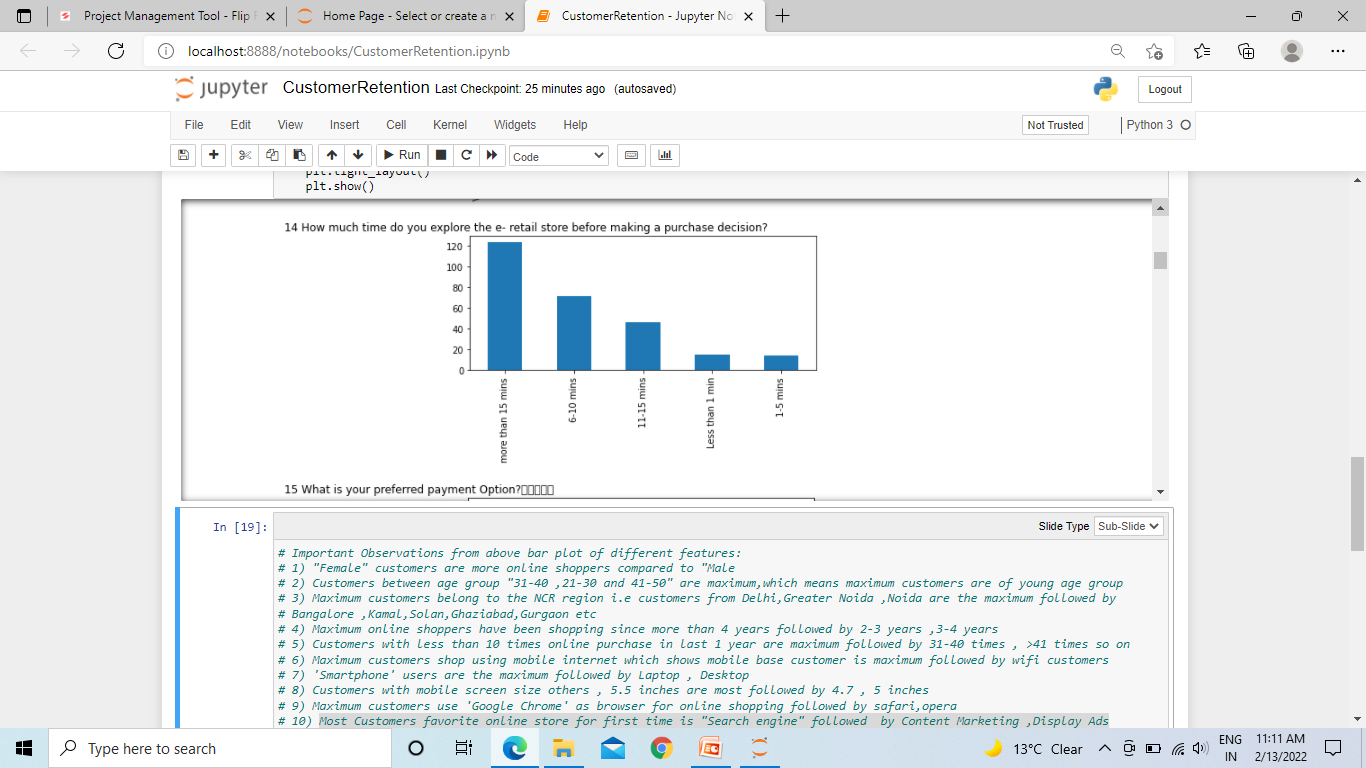 Project Management Tool - Flip F
Home Page - Select or create a n
CustomerRetention - Jupyter No
localhost:8888/notebooks/CustomerRetention.ipynb
jupyter CustomerRetention Last Checkpoint: 25 minutes ago (autosaved)
Logout
File Edit View Insert Cell Kernel Widgets Help
Not Trusted
Python 3
Run
Code
plt.tight_layout()
plt.show()
14 How much time do you explore the e- retail store before making a purchase decision?
120
100
80
60
40
20
0
more than 15 mins
6-10 mins
11-15 mins
Less than 1 min
1-5 mins
15 What is your preferred payment Option?▯▯▯▯▯
In [19]:
Slide Type Sub-Slide
# Important Observations from above bar plot of different features:
# 1) "Female" customers are more online shoppers compared to "Male
# 2) Customers between age group "31-40 ,21-30 and 41-50" are maximum,which means maximum customers are of young age group
# 3) Maximum customers belong to the NCR region i.e customers from Delhi,Greater Noida ,Noida are the maximum followed by
# Bangalore ,Kamal,Solan,Ghaziabad,Gurgaon etc
# 4) Maximum online shoppers have been shopping since more than 4 years followed by 2-3 years ,3-4 years
# 5) Customers with less than 10 times online purchase in last 1 year are maximum followed by 31-40 times , >41 times so on
# 6) Maximum customers shop using mobile internet which shows mobile base customer is maximum followed by wifi customers
# 7) 'Smartphone' users are the maximum followed by Laptop , Desktop
# 8) Customers with mobile screen size others , 5.5 inches are most followed by 4.7 , 5 inches
# 9) Maximum customers use 'Google Chrome' as browser for online shopping followed by safari,opera
# 10) Most Customers favorite online store for first time is "Search engine" followed  by Content Marketing ,Display Ads
Type here to search
13°C Clear
ENG
IN
11:11 AM
2/13/2022